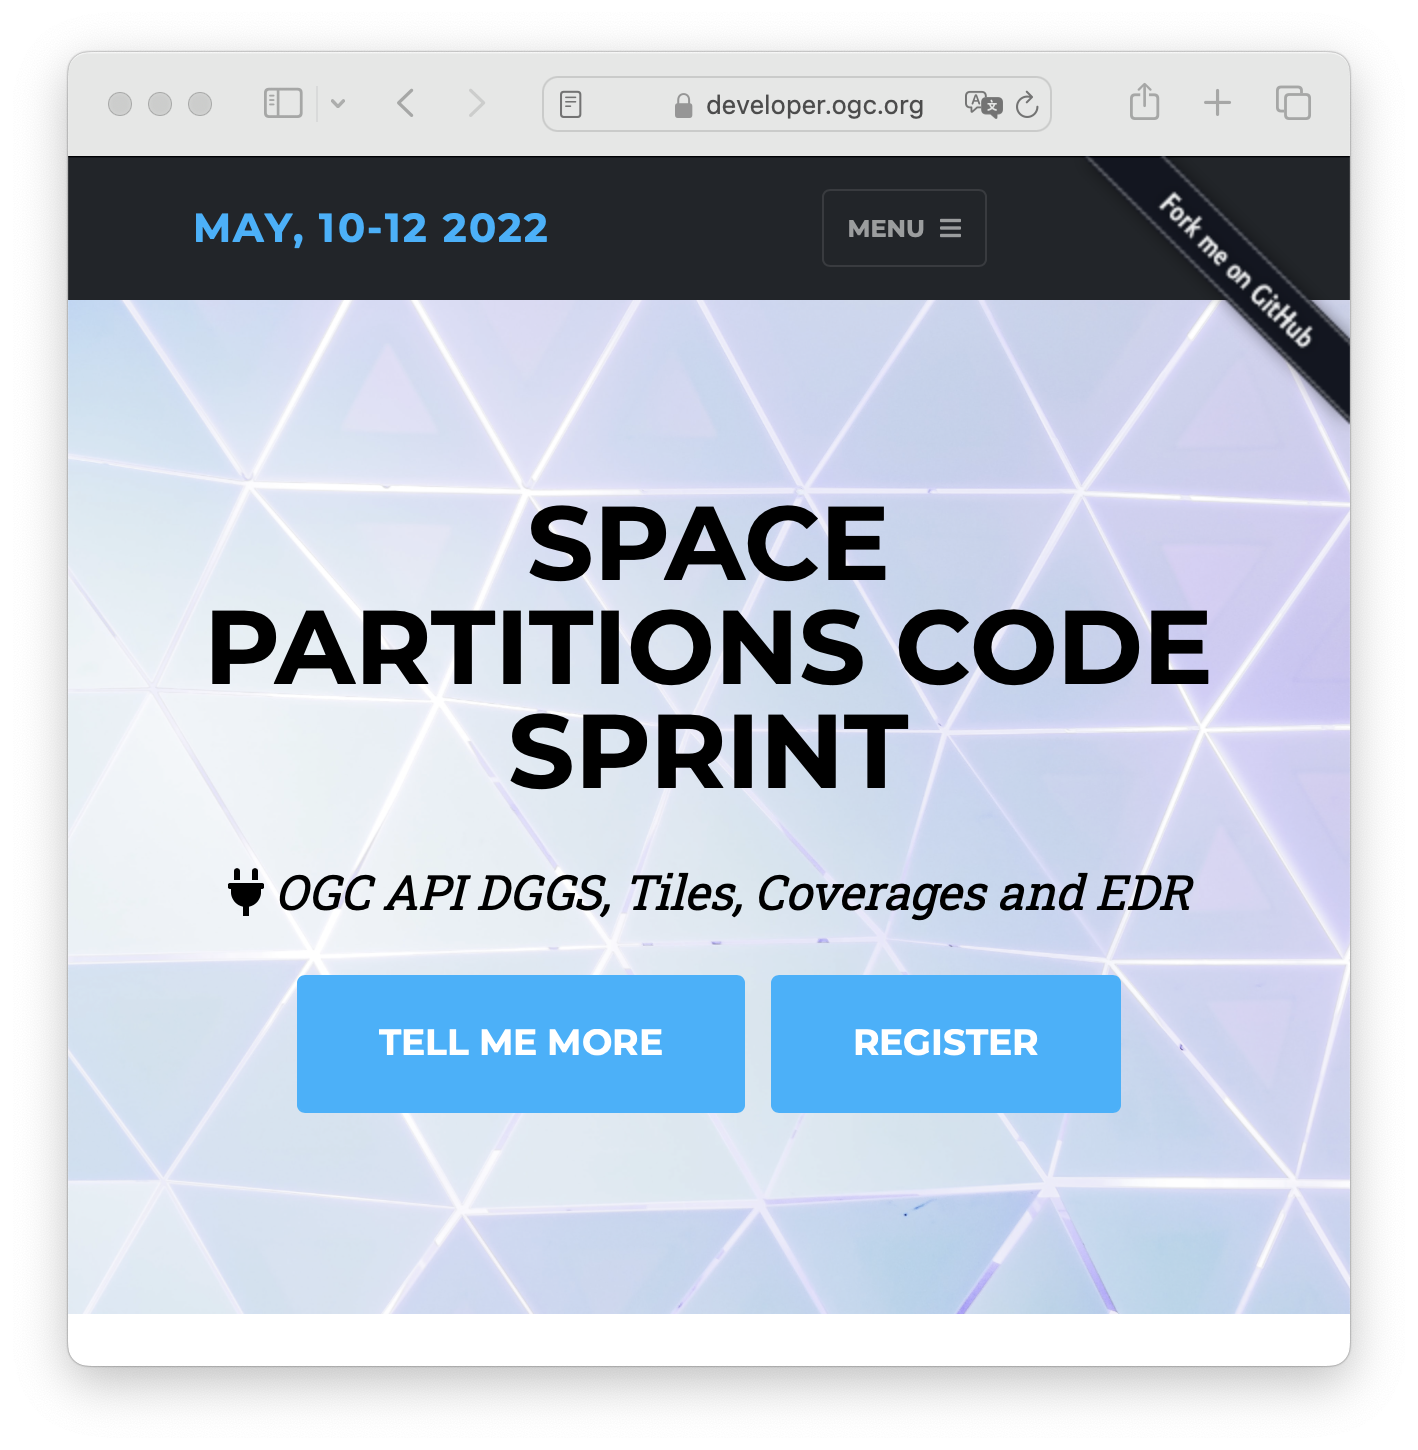 developer.ogc.org
MAY, 10-12 2022
MENU
Fork me on GitHub
SPACE
PARTITIONS CODE
SPRINT
OGC API DGGS, Tiles, Coverages and EDR
TELL ME MORE
REGISTER